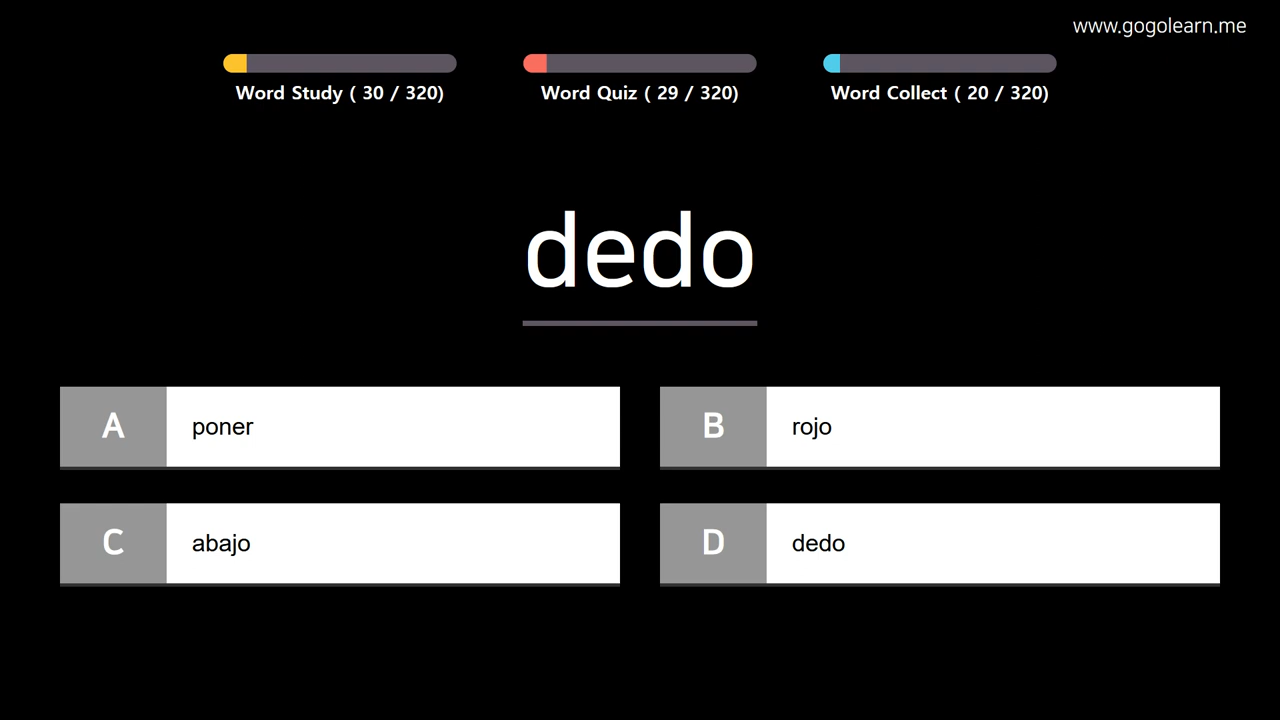 www.gogolearn.me
Word Study ( 30 / 320)
Word Quiz ( 29 / 320)
Word Collect ( 20 / 320)
dedo
A poner
B rojo
C abajo
D dedo